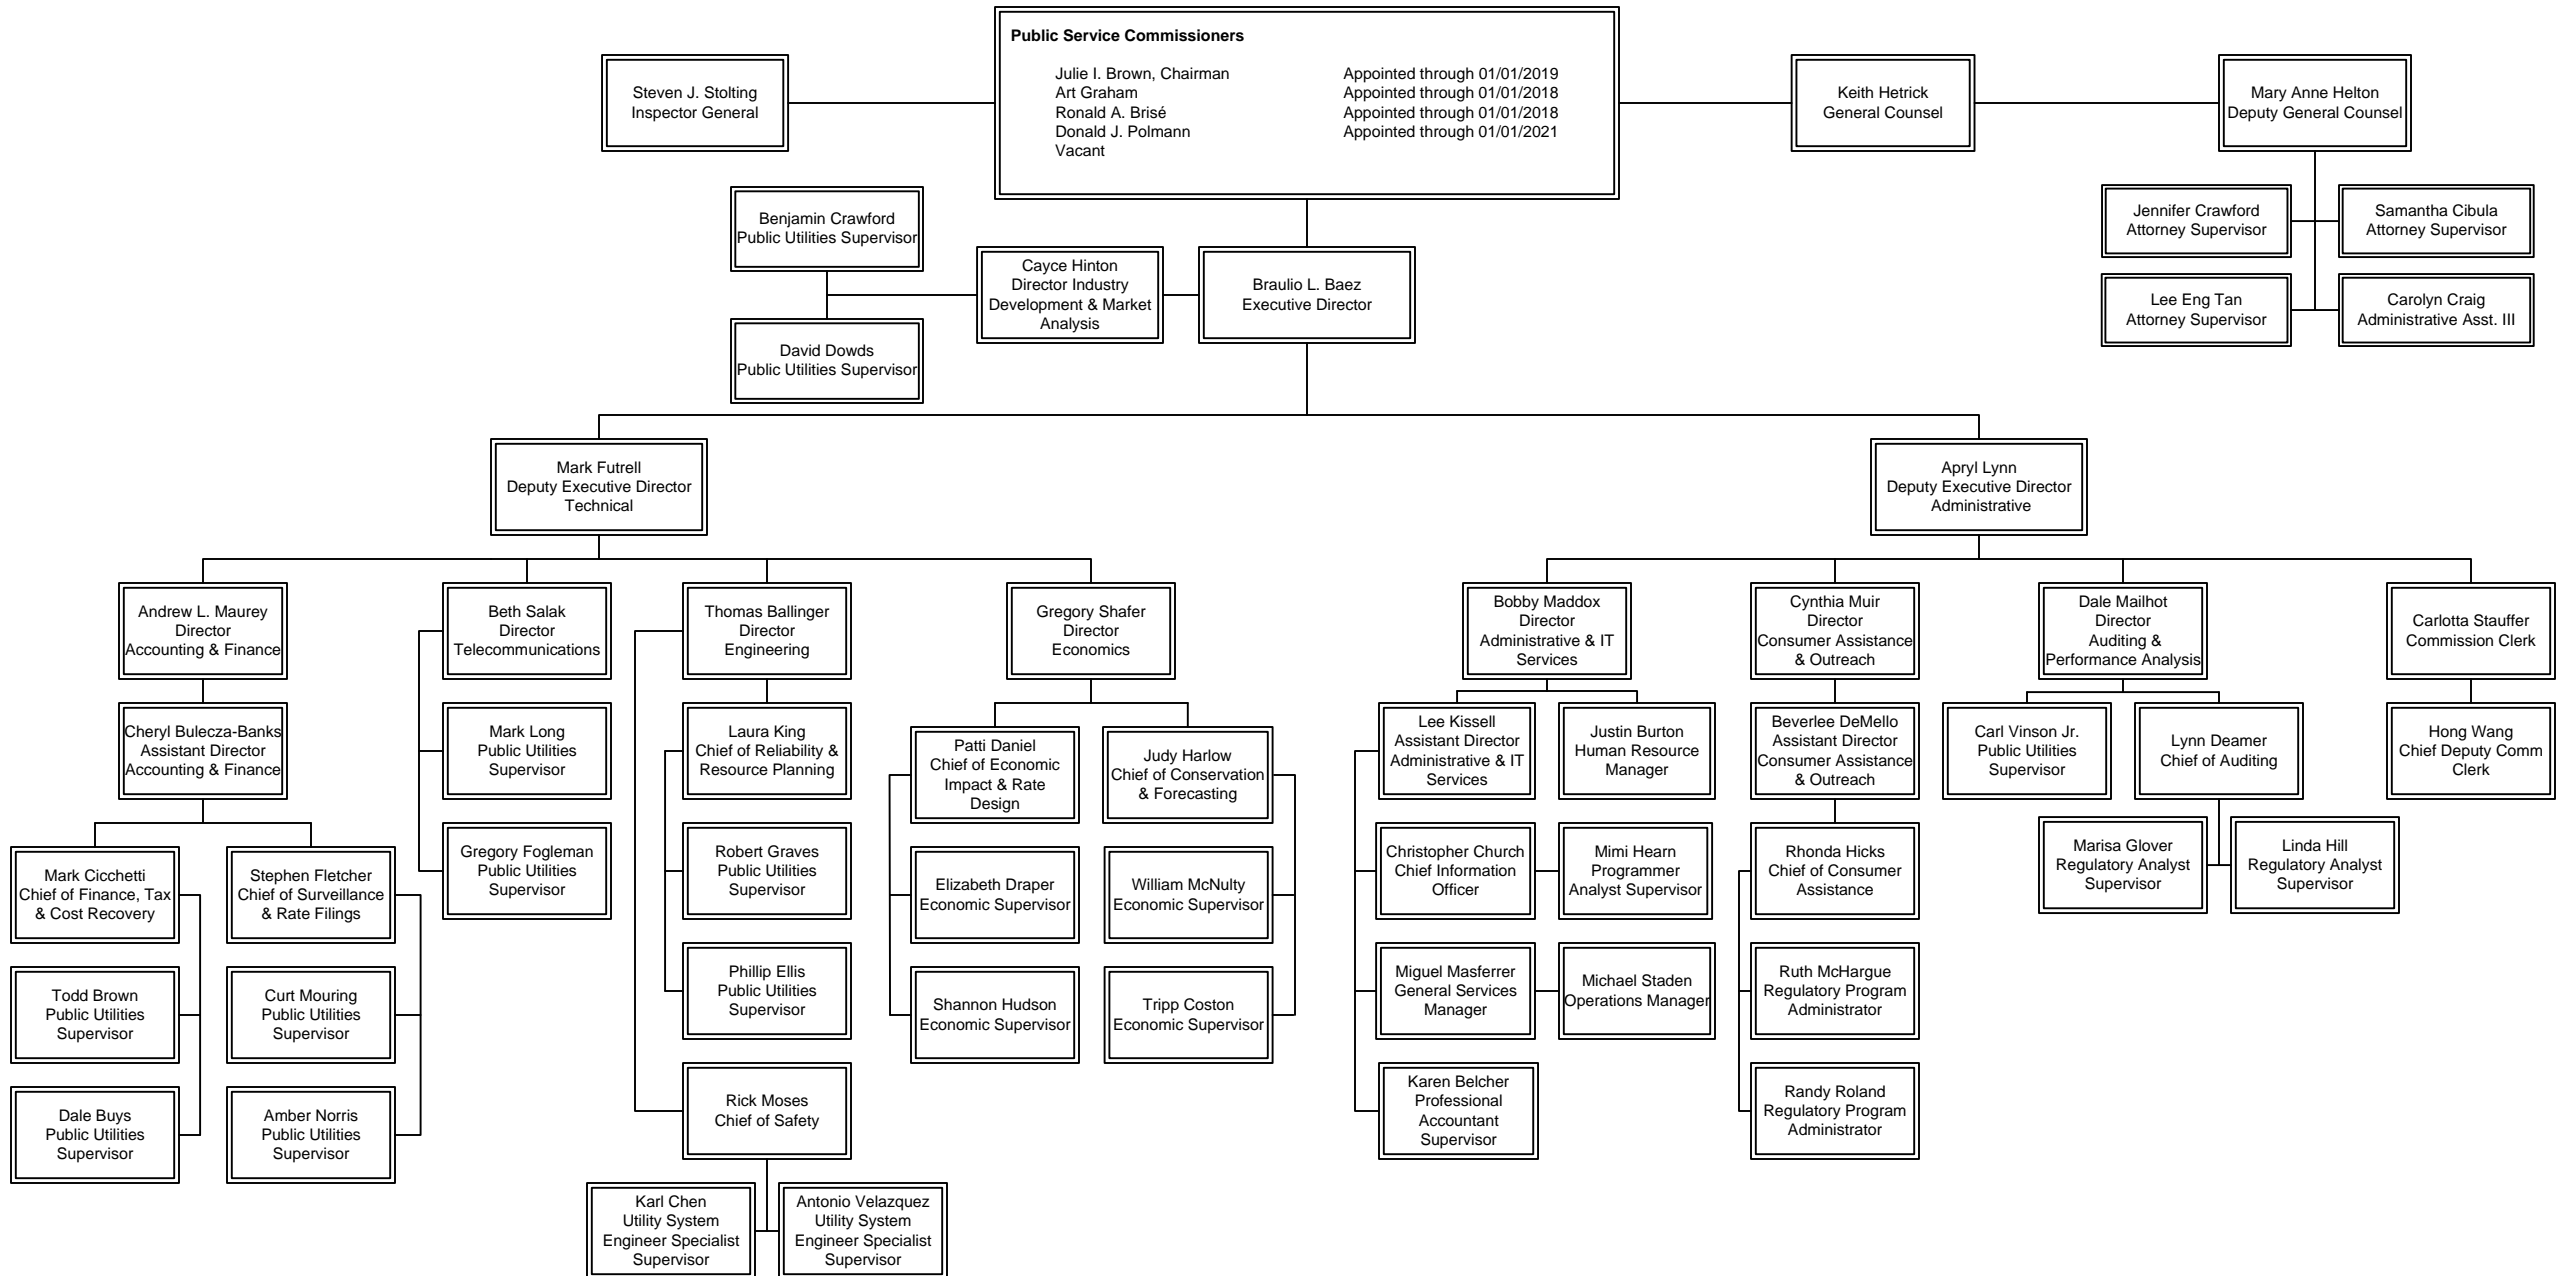 Public Service Commissioners
Julie I. Brown, Chairman Appointed through 01/01/2019
Art Graham Appointed through 01/01/2018
Ronald A. Brisé Appointed through 01/01/2018
Donald J. Polmann Appointed through 01/01/2021
Vacant
Steven J. Stolting
Inspector General
Keith Hetrick
General Counsel
Mary Anne Helton
Deputy General Counsel
Jennifer Crawford
Attorney Supervisor
Samantha Cibula
Attorney Supervisor
Lee Eng Tan
Attorney Supervisor
Carolyn Craig
Administrative Asst. III
Benjamin Crawford
Public Utilities Supervisor
Cayce Hinton
Director Industry
Development & Market
Analysis
Braulio L. Baez
Executive Director
David Dowds
Public Utilities Supervisor
Mark Futrell
Deputy Executive Director
Technical
Apryl Lynn
Deputy Executive Director
Administrative
Andrew L. Maurey
Director
Accounting & Finance
Beth Salak
Director
Telecommunications
Thomas Ballinger
Director
Engineering
Gregory Shafer
Director
Economics
Bobby Maddox
Director
Administrative & IT
Services
Cynthia Muir
Director
Consumer Assistance
& Outreach
Dale Mailhot
Director
Auditing &
Performance Analysis
Carlotta Stauffer
Commission Clerk
Cheryl Bulecza-Banks
Assistant Director
Accounting & Finance
Mark Long
Public Utilities
Supervisor
Laura King
Chief of Reliability &
Resource Planning
Patti Daniel
Chief of Economic
Impact & Rate
Design
Judy Harlow
Chief of Conservation
& Forecasting
Lee Kissell
Assistant Director
Administrative & IT
Services
Justin Burton
Human Resource
Manager
Beverlee DeMello
Assistant Director
Consumer Assistance
& Outreach
Carl Vinson Jr.
Public Utilities
Supervisor
Lynn Deamer
Chief of Auditing
Hong Wang
Chief Deputy Comm
Clerk
Mark Cicchetti
Chief of Finance, Tax
& Cost Recovery
Stephen Fletcher
Chief of Surveillance
& Rate Filings
Gregory Fogleman
Public Utilities
Supervisor
Robert Graves
Public Utilities
Supervisor
Elizabeth Draper
Economic Supervisor
William McNulty
Economic Supervisor
Christopher Church
Chief Information
Officer
Mimi Hearn
Programmer
Analyst Supervisor
Rhonda Hicks
Chief of Consumer
Assistance
Marisa Glover
Regulatory Analyst
Supervisor
Linda Hill
Regulatory Analyst
Supervisor
Todd Brown
Public Utilities
Supervisor
Curt Mouring
Public Utilities
Supervisor
Phillip Ellis
Public Utilities
Supervisor
Shannon Hudson
Economic Supervisor
Tripp Coston
Economic Supervisor
Miguel Masferrer
General Services
Manager
Michael Staden
Operations Manager
Ruth McHargue
Regulatory Program
Administrator
Dale Buys
Public Utilities
Supervisor
Amber Norris
Public Utilities
Supervisor
Rick Moses
Chief of Safety
Karen Belcher
Professional
Accountant
Supervisor
Randy Roland
Regulatory Program
Administrator
Karl Chen
Utility System
Engineer Specialist
Supervisor
Antonio Velazquez
Utility System
Engineer Specialist
Supervisor